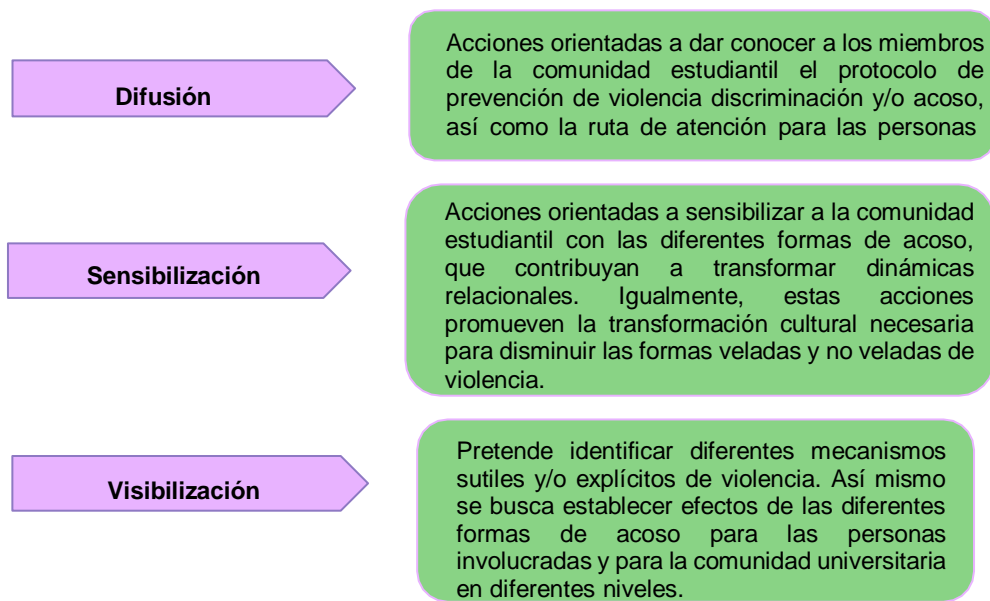 Difusión
Acciones orientadas a dar conocer a los miembros
de la comunidad estudiantil el protocolo de
prevención de violencia discriminación y/o acoso,
así como la ruta de atención para las personas
Sensibilización
Acciones orientadas a sensibilizar a la comunidad
estudiantil con las diferentes formas de acoso,
que contribuyan a transformar dinámicas
relacionales. Igualmente, estas acciones
promueven la transformación cultural necesaria
para disminuir las formas veladas y no veladas de
violencia.
Visibilización
Pretende identificar diferentes mecanismos
sutiles y/o explícitos de violencia. Así mismo
se busca establecer efectos de las diferentes
formas de acoso para las personas
involucradas y para la comunidad universitaria
en diferentes niveles.